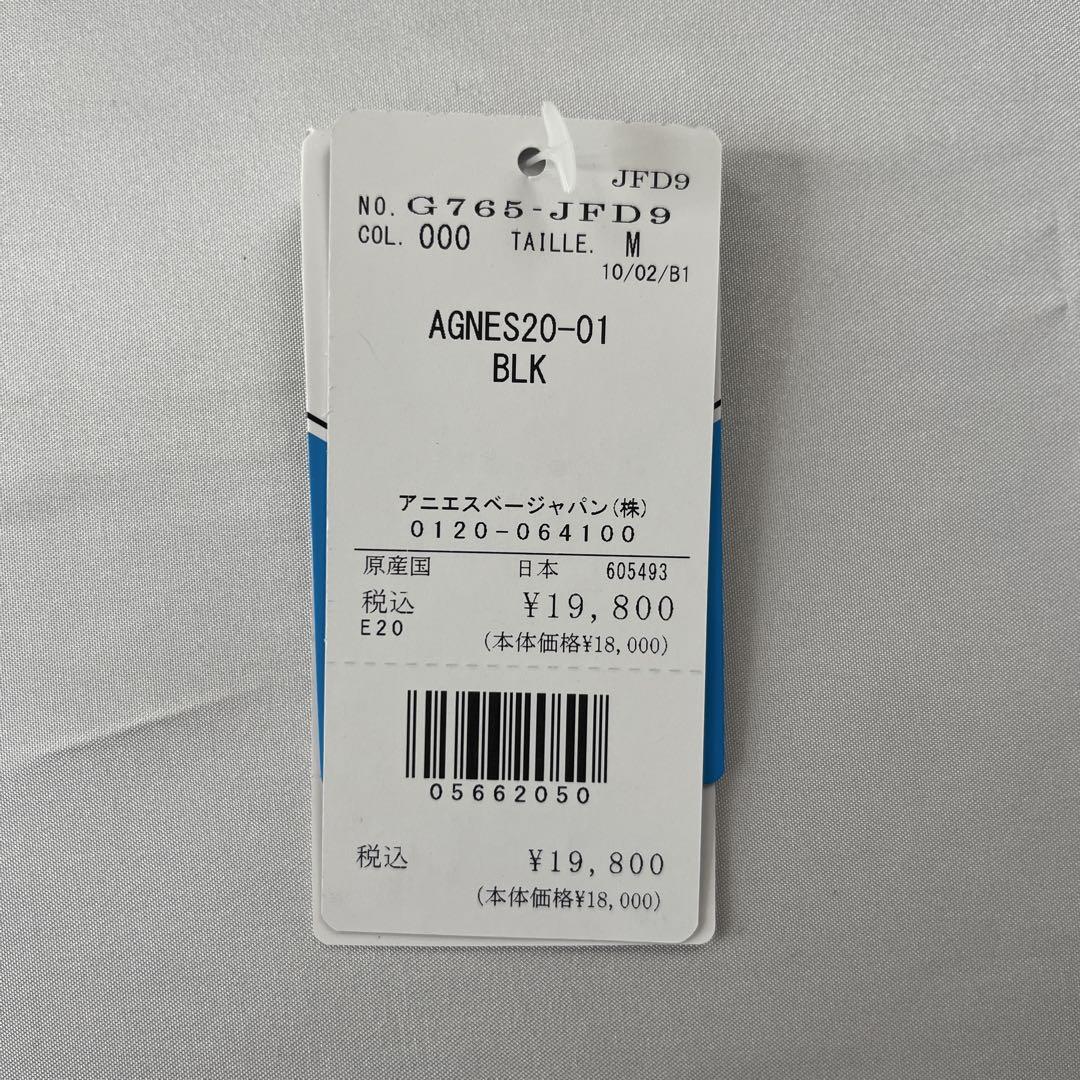 JFD9
NO. G765-JFD9
COL. 000 TAILLE. M
10/02/B1
AGNES20-01
BLK
アニエスベージャパン(株)
0120-064100
原産国 日本 605493
税込 ¥19,800
E20 (本体価格¥18,000)
05662050
税込 ¥19,800
(本体価格¥18,000)